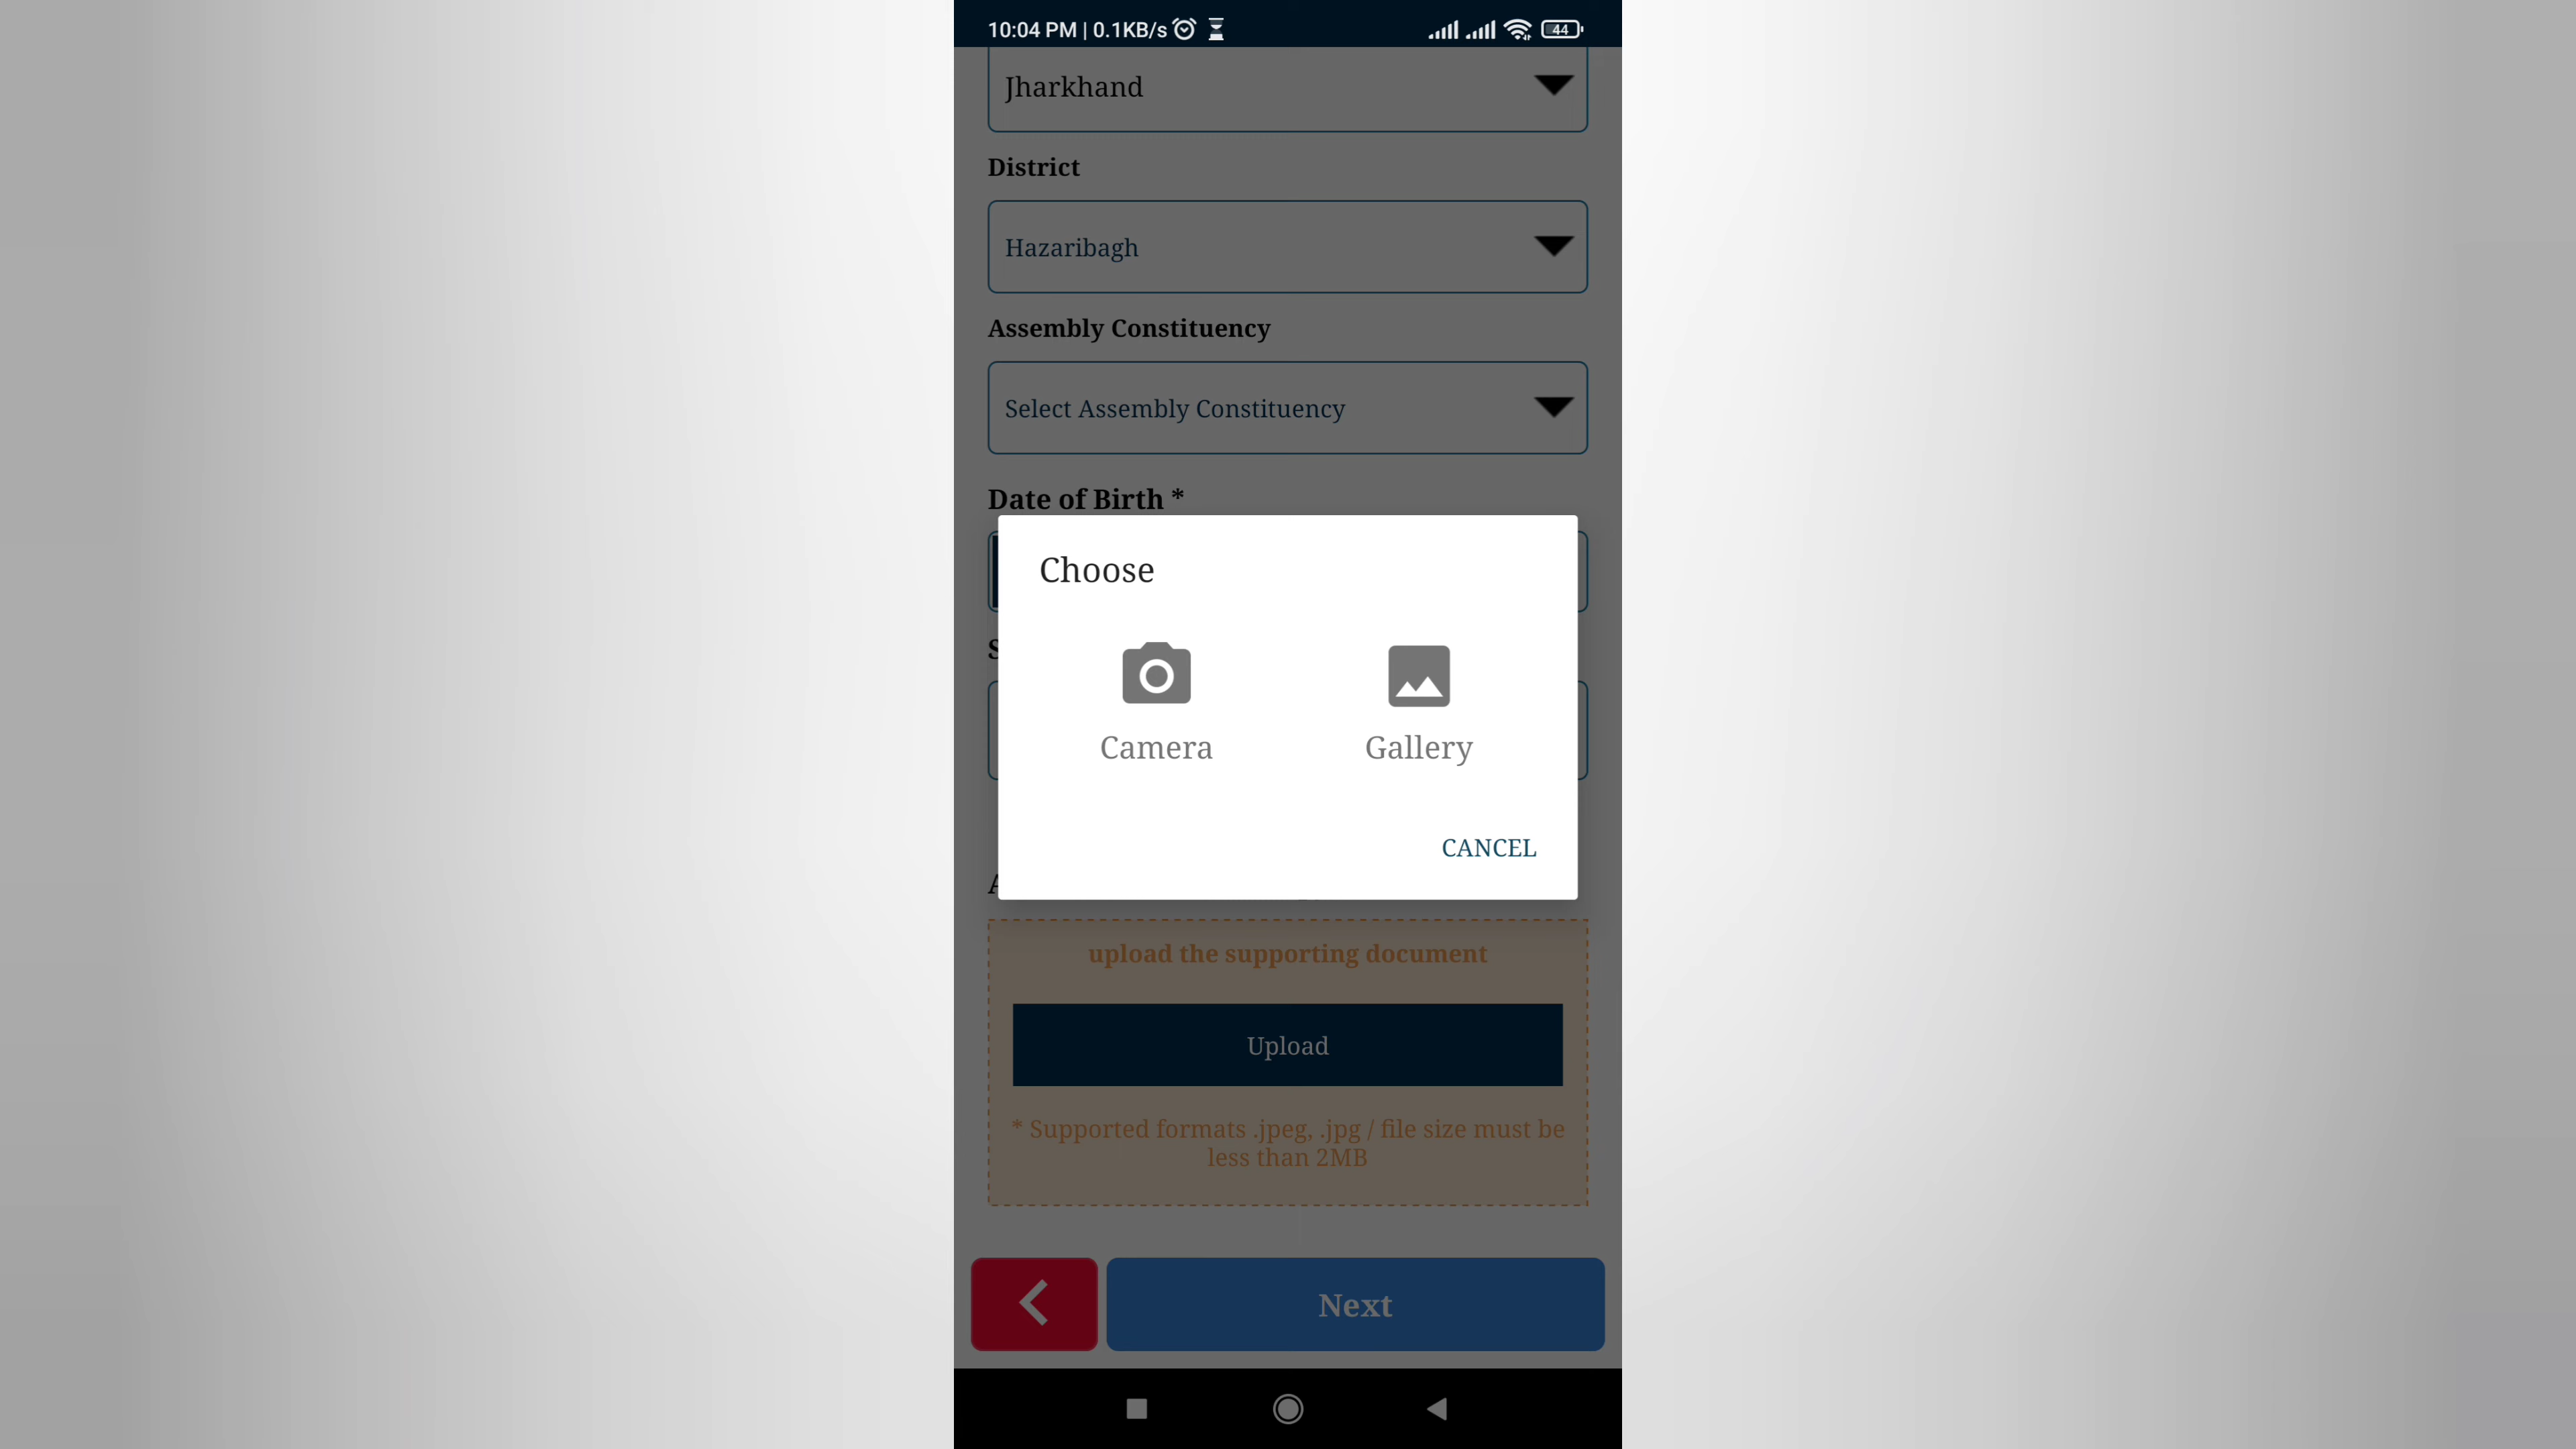 10:04 PM | 0.1KB/s 44
Jharkhand
District
Hazaribagh
Assembly Constituency
Select Assembly Constituency
Date of Birth *
Choose
Camera Gallery
CANCEL
upload the supporting document
Upload
* Supported formats .jpeg, .jpg / file size must be
less than 2MB
Next